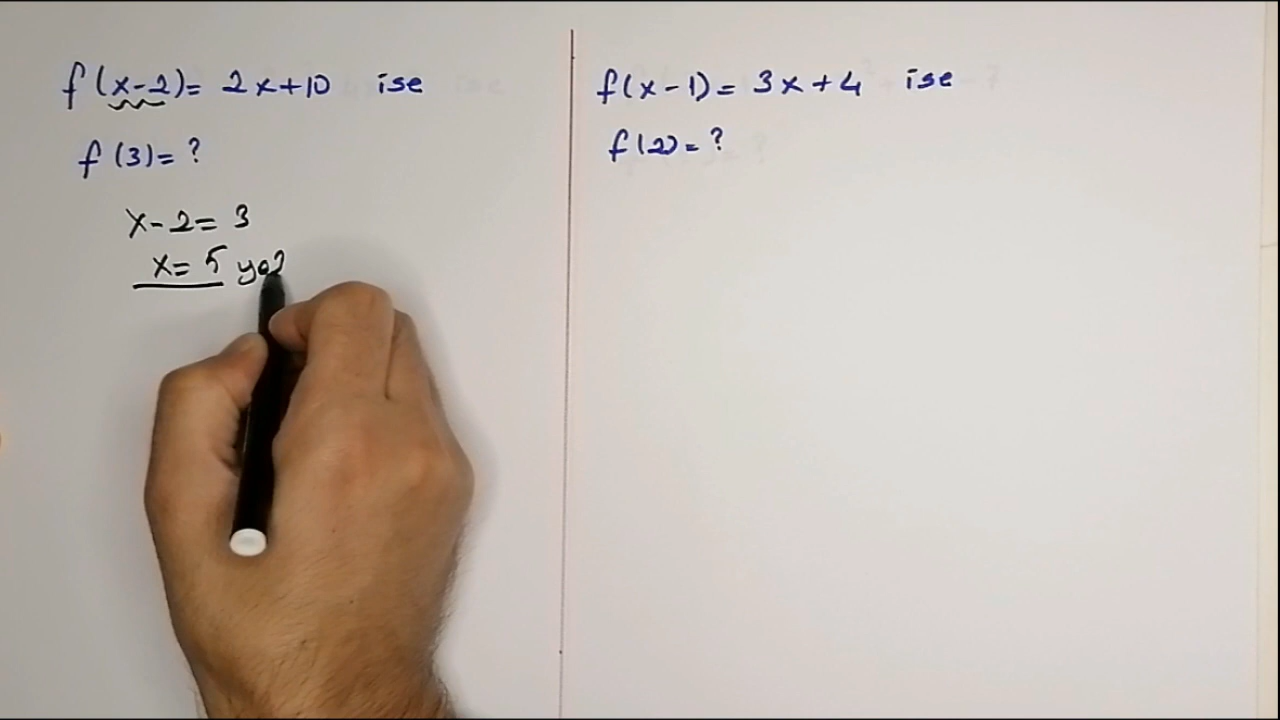 f(x-2)= 2x+10 ise
f(3)= ?
x-2= 3
x= 5
f(x-1)= 3x+4 ise
f(2)= ?